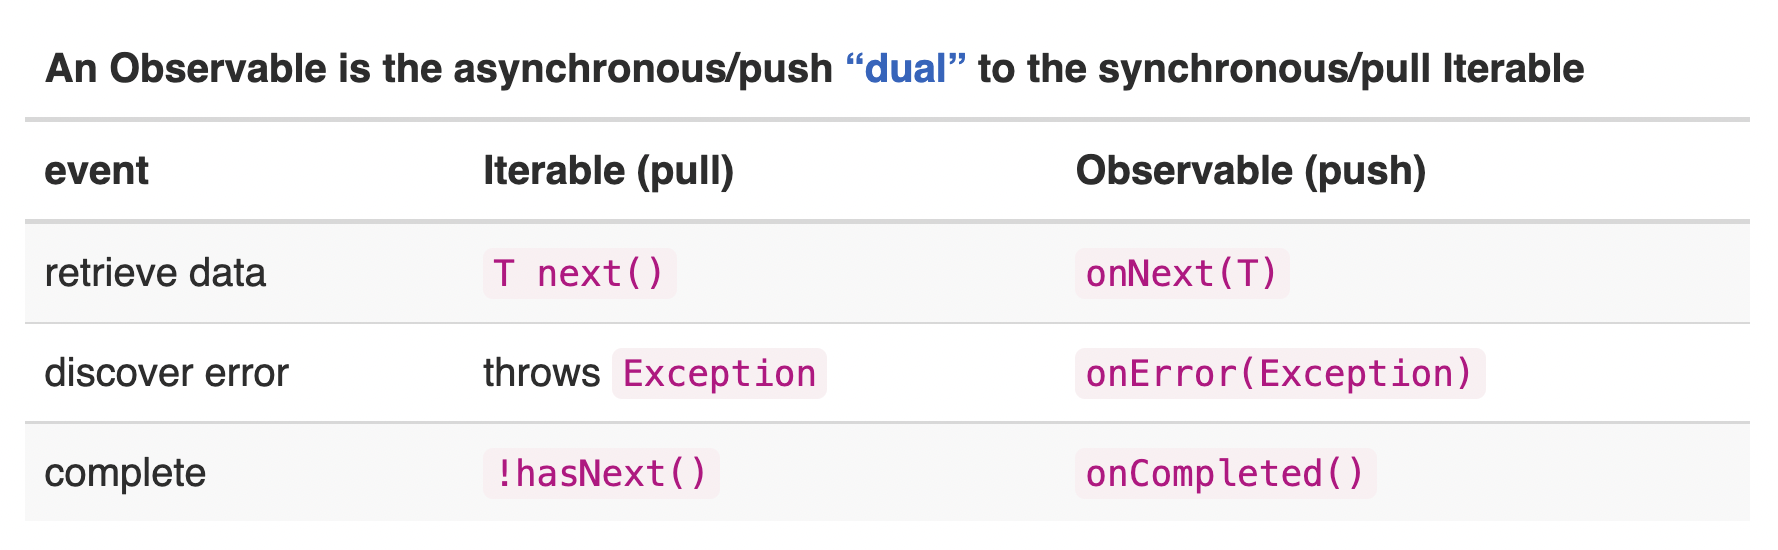 An Observable is the asynchronous/push “dual” to the synchronous/pull Iterable
event Iterable (pull) Observable (push)
retrieve data T next() onNext(T)
discover error throws Exception onError(Exception)
complete !hasNext() onCompleted()